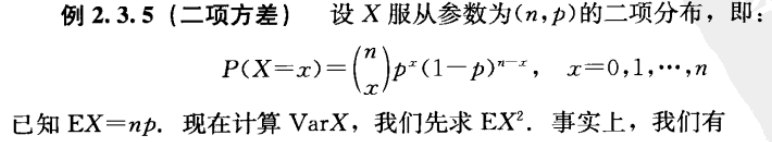 例 2.3.5 (二项方差) 设 X 服从参数为(n,p)的二项分布，即：
P(X=x)=\binom{n}{x}p^x(1-p)^{n-x}, x=0,1,⋯,n
已知 EX=np. 现在计算 VarX，我们先求 EX². 事实上，我们有